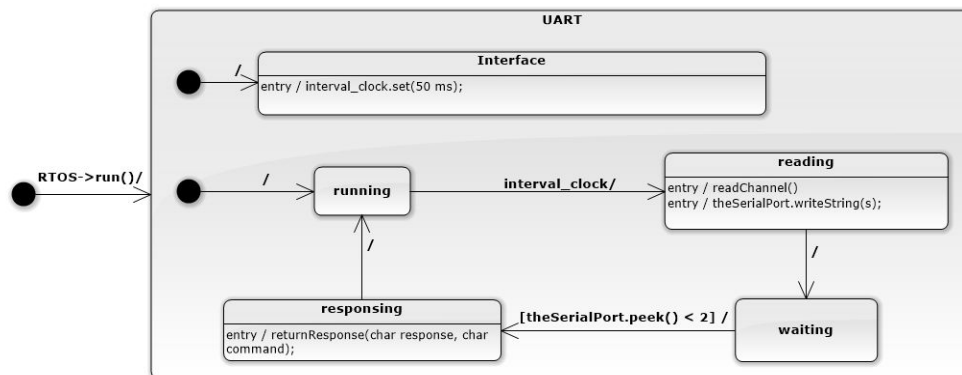 UART
Interface
/
entry / interval_clock.set(50 ms);
RTOS->run()/
/
running
interval_clock/
reading
entry / readChannel()
entry / theSerialPort.writeString(s);
/
/
responsing
entry / returnResponse(char response, char
command);
[theSerialPort.peek() < 2] /
waiting